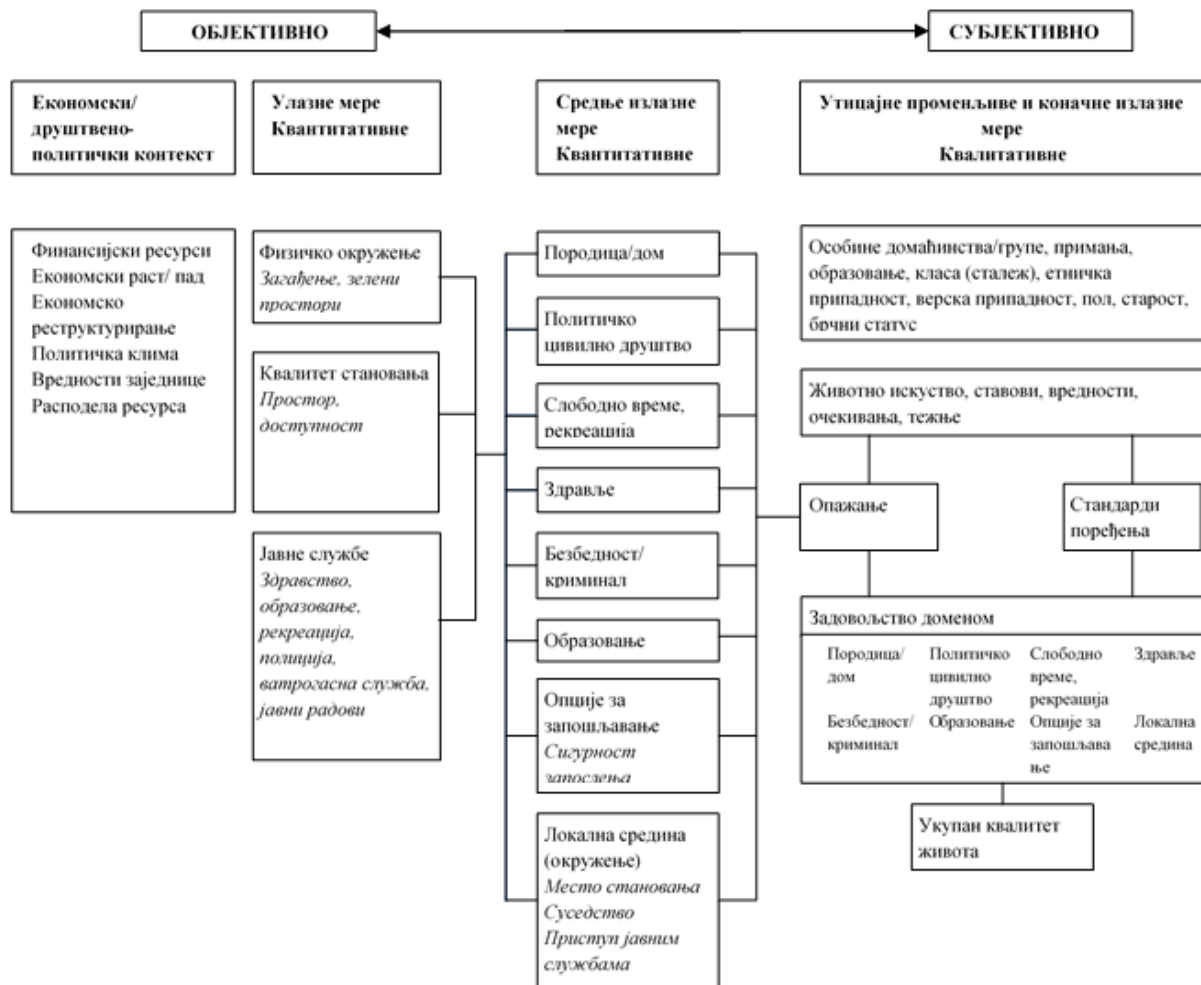 ОБЈЕКТИВНО
СУБЈЕКТИВНО
Економски/
друштвено-
политички контекст
Улазне мере
Квантитативне
Средње излазне
мере
Квантитативне
Утицајне променљиве и коначне излазне
мере
Квалитативне
Финансијски ресурси
Економски раст/ пад
Економско
реструктурирање
Политичка клима
Вредности заједнице
Расподела ресурса
Физичко окружење
Загађење, зелени
простори
Квалитет становања
Простор,
доступност
Јавне службе
Здравство,
образовање,
рекреација,
полиција,
ватрогасна служба,
јавни радови
Породица/дом
Политичко
цивилно друштво
Слободно време,
рекреација
Здравље
Безбедност/
криминал
Образовање
Опције за
запошљавање
Сигурност
запослења
Локална средина
(окружење)
Место становања
Суседство
Приступ јавним
службама
Особине домаћинства/групе, примања,
образовање, класа (сталеж), етничка
припадност, верска припадност, пол, старост,
брчни статус
Животно искуство, ставови, вредности,
очекивања, тежње
Опажање
Стандарди
поређења
Задовољство доменом
Породица/
дом
Политичко
цивилно
друштво
Слободно
време,
рекреација
Здравље
Безбедност/
криминал
Образовање
Опције за
запошљава
ње
Локална
средина
Укупан квалитет
живота